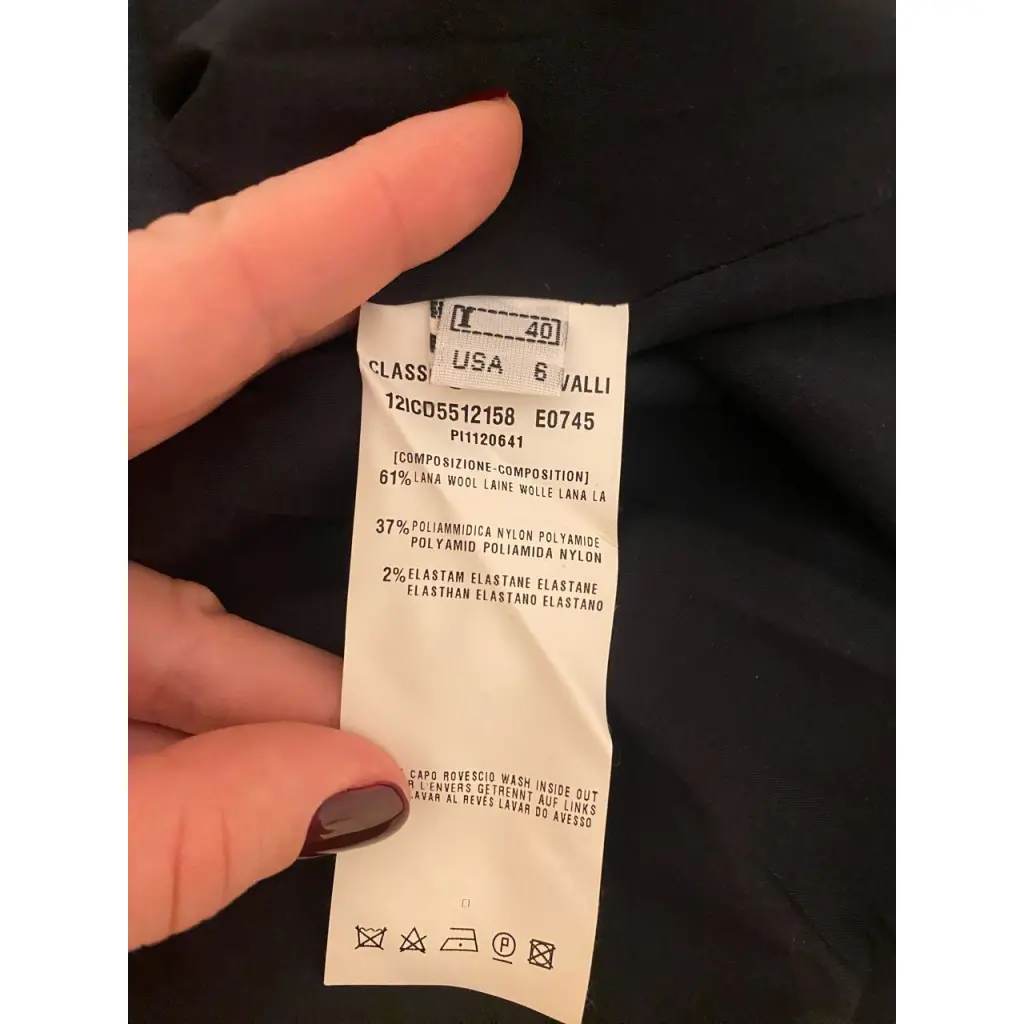 I 40
USA 6
12ICD5512158 E0745
PI1120641
[COMPOSIZIONE-COMPOSITION]
61% LANA WOOL LAINE WOLLE LANA LA
37% POLIAMMIDICA NYLON POLYAMIDE
POLYAMID POLIAMIDA NYLON
2% ELASTAM ELASTANE ELASTANE
ELASTHAN ELASTANO ELASTANO
CAPO ROVESCIO WASH INSIDE OUT
L'ENVERS GETRENNT AUF LINKS
LAVAR AL REVÉS LAVAR DO AVESSO
CI
P